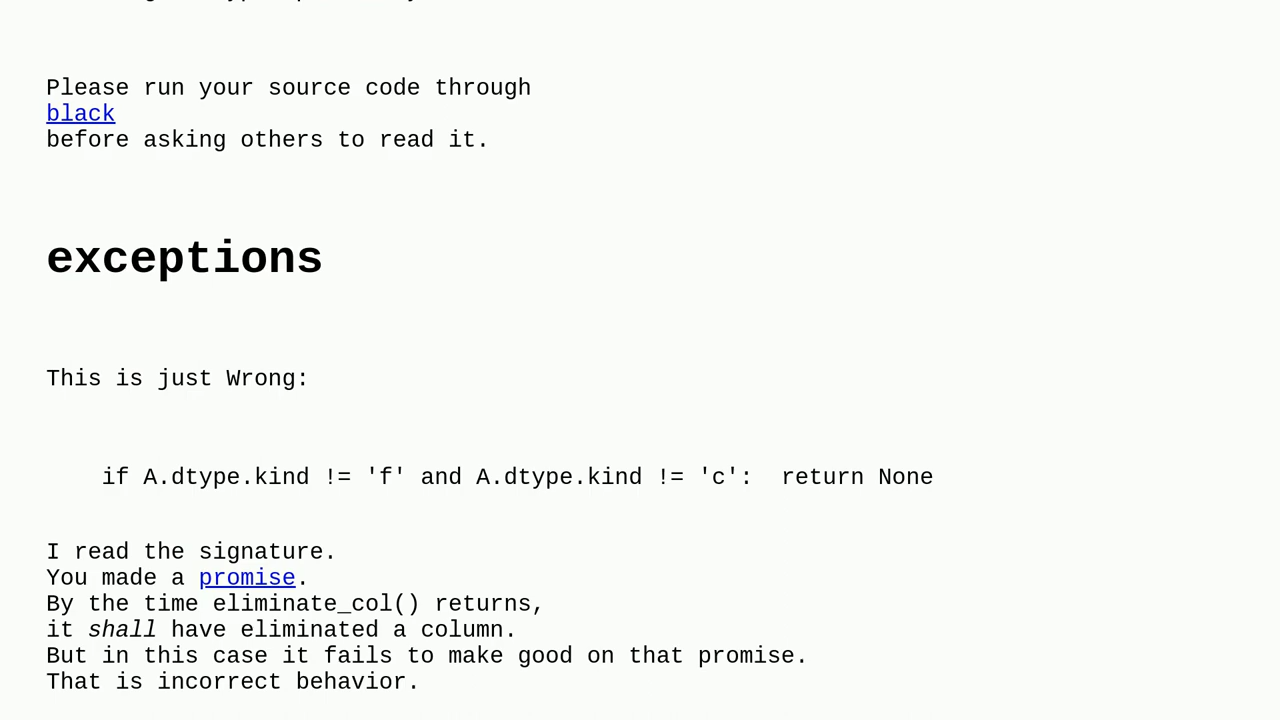 Please run your source code through
black
before asking others to read it.
exceptions
This is just Wrong:
if A.dtype.kind != 'f' and A.dtype.kind != 'c':  return None
I read the signature.
You made a promise.
By the time eliminate_col() returns,
it shall have eliminated a column.
But in this case it fails to make good on that promise.
That is incorrect behavior.